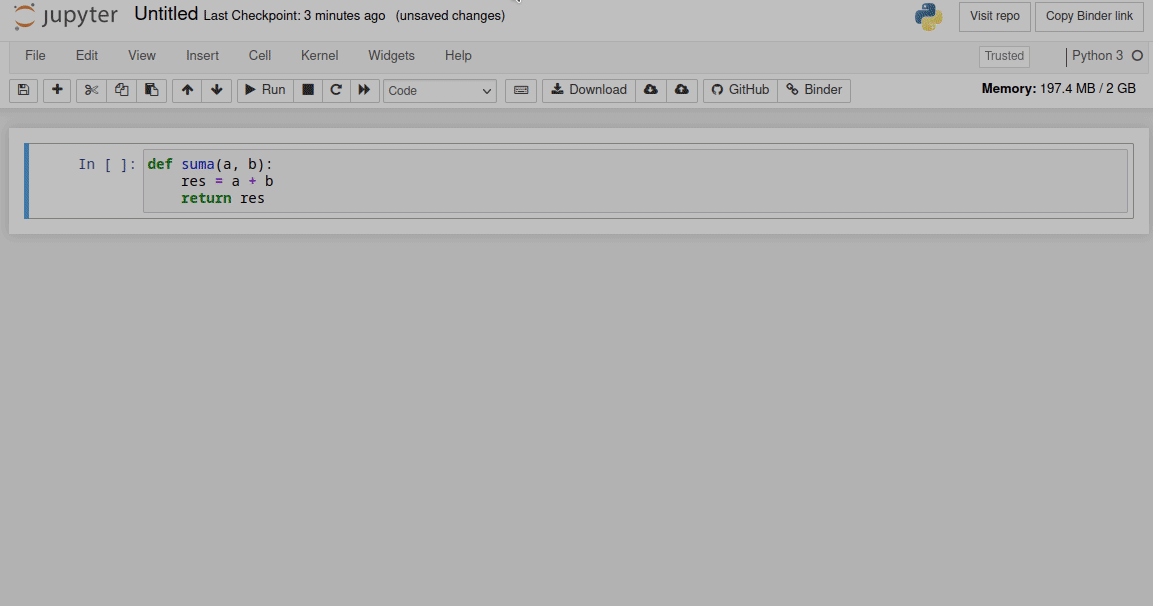 jupyter Untitled Last Checkpoint: 3 minutes ago (unsaved changes) Visit repo Copy Binder link
File Edit View Insert Cell Kernel Widgets Help Trusted Python 3
Run Code Download GitHub Binder Memory: 197.4 MB / 2 GB
In [ ]: def suma(a, b):
res = a + b
return res